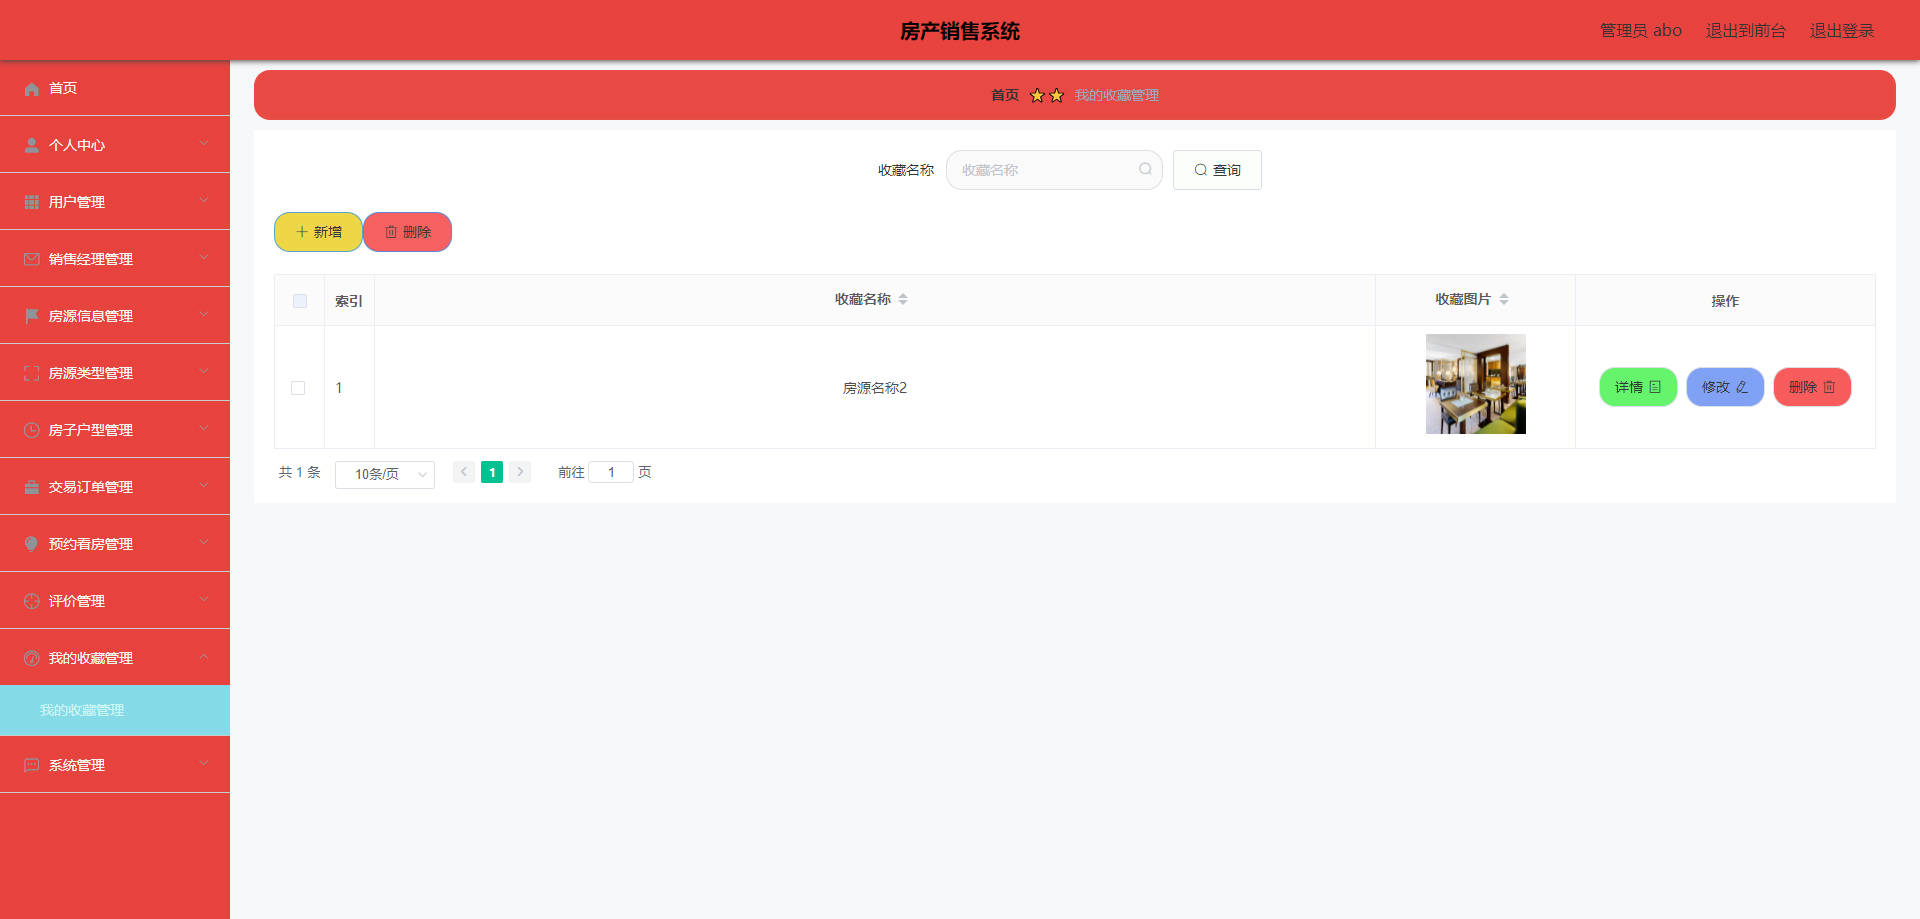 房产销售系统
管理员 abo 退出到前台 退出登录
首页
个人中心
用户管理
销售经理管理
房源信息管理
房源类型管理
房子户型管理
交易订单管理
预约看房管理
评价管理
我的收藏管理
我的收藏管理
系统管理
首页 我的收藏管理
收藏名称 收藏名称 查询
新增 删除
索引 收藏名称 收藏图片 操作
1 房源名称2 详情 修改 删除
共 1 条 10条/页 1 前往 1 页